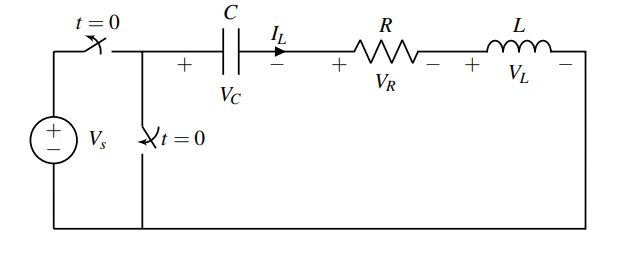 t = 0
C
I_L
R
L
+
−
+
−
+
−
V_C
V_R
V_L
+
−
V_s
t = 0